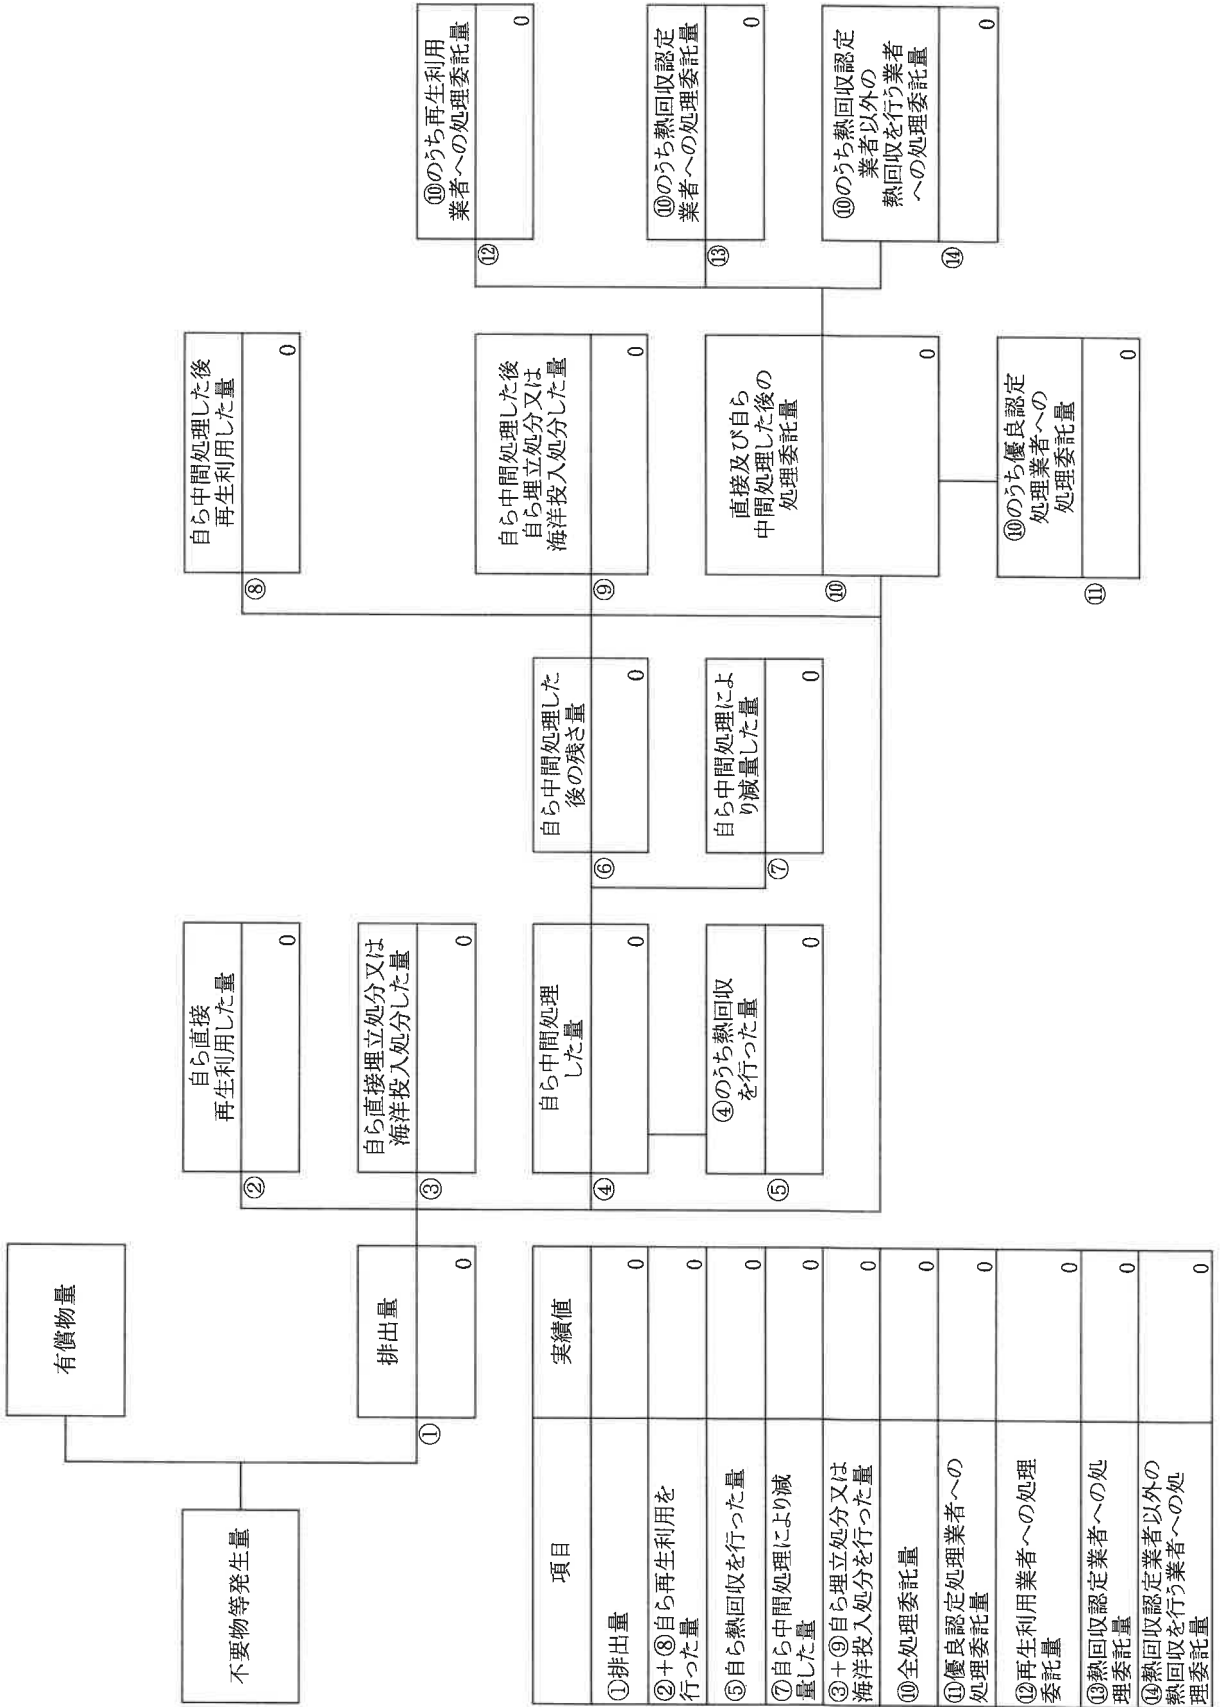 有償物量
不要物等発生量
排出量
①
0
自ら直接
再生利用した量
②
0
自ら直接埋立処分又は
海洋投入処分した量
③
0
自ら中間処理
した量
④
0
④のうち熱回収
を行った量
⑤
0
自ら中間処理した
後の残さ量
⑥
0
自ら中間処理によ
り減量した量
⑦
0
自ら中間処理した後
再生利用した量
⑧
0
自ら中間処理した後
自ら埋立処分又は
海洋投入処分した量
⑨
0
直接及び自ら
中間処理した後の
処理委託量
⑩
0
⑩のうち優良認定
処理業者への
処理委託量
⑪
0
⑩のうち再生利用
業者への処理委託量
⑫
0
⑩のうち熱回収認定
業者への処理委託量
⑬
0
⑩のうち熱回収認定
業者以外の
熱回収を行う業者
への処理委託量
⑭
0
項目
実績値
①排出量
0
②+⑧自ら再生利用を
行った量
0
⑤自ら熱回収を行った量
0
⑦自ら中間処理により減
量した量
0
③+⑨自ら埋立処分又は
海洋投入処分を行った量
0
⑩全処理委託量
0
⑪優良認定処理業者への
処理委託量
0
⑫再生利用業者への処理
委託量
0
⑬熱回収認定業者への処
理委託量
0
⑭熱回収認定業者以外の
熱回収を行う業者への処
理委託量
0